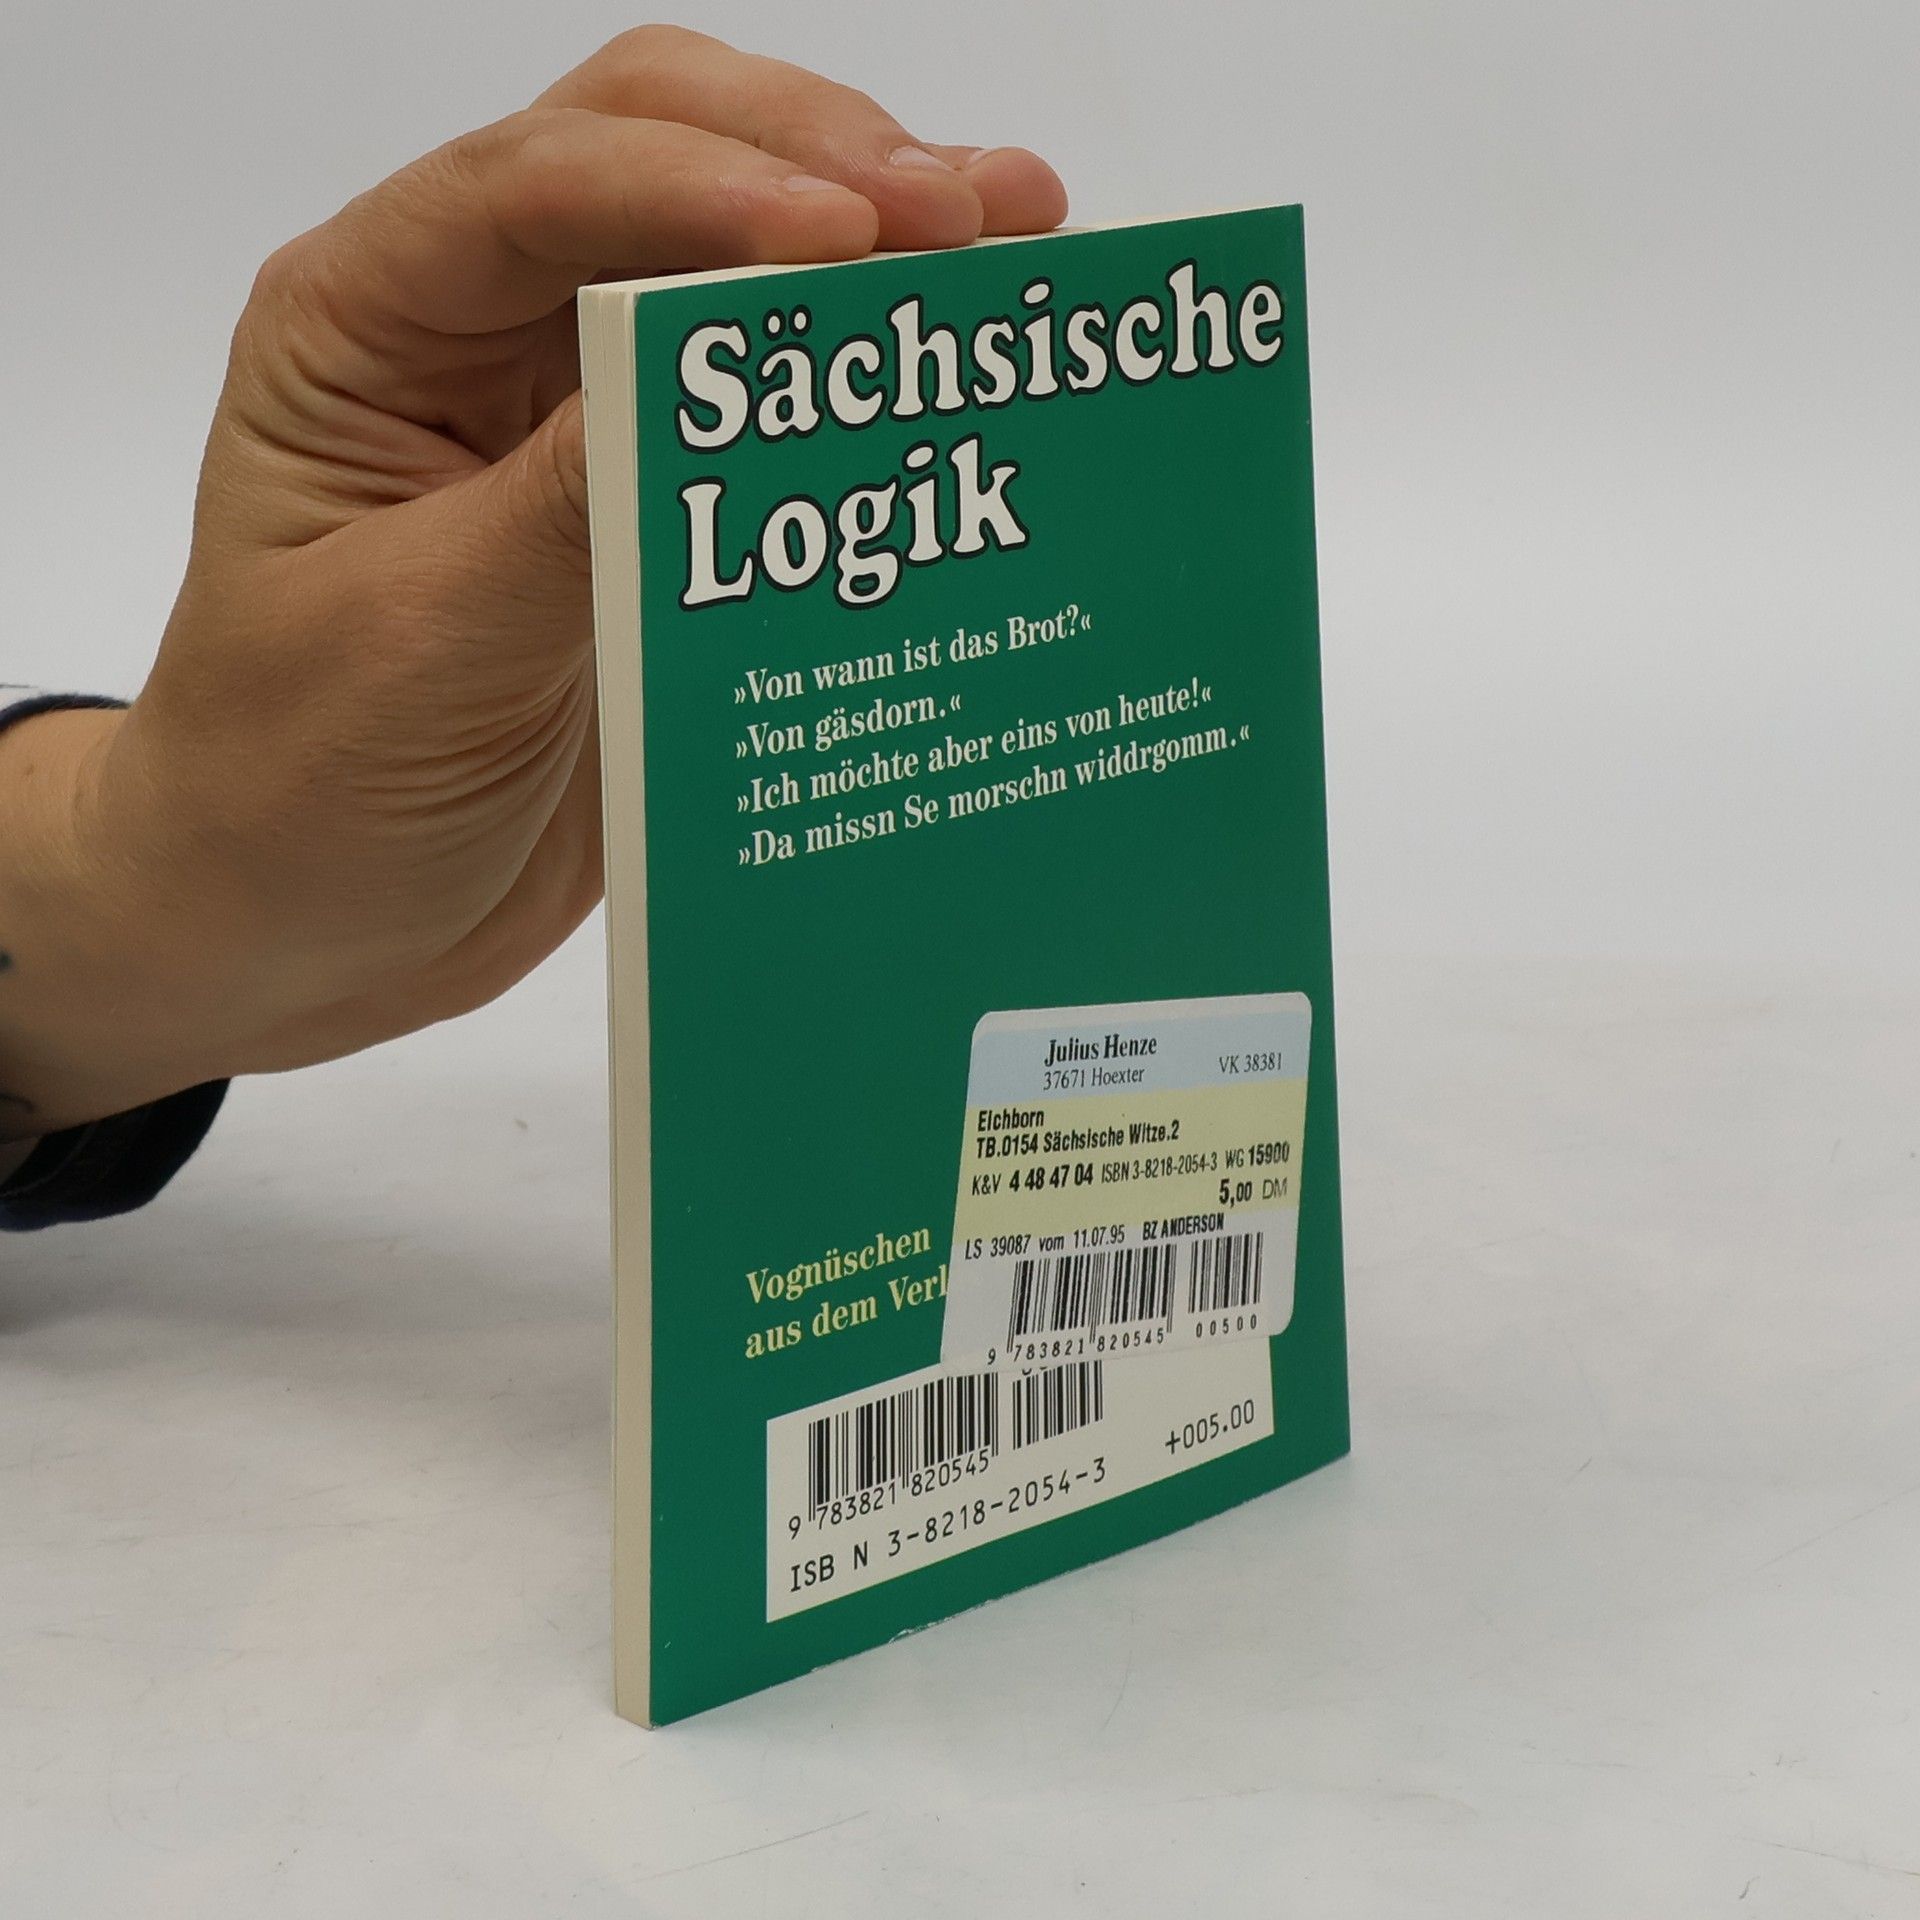 Sächsische
Logik
»Von wann ist das Brot?«
»Von gäsdorn.«
»Ich möchte aber eins von heute!«
»Da missn Se morschn widdrgomm.«
Julius Henze
37671 Hoexter VK 38381
Eichborn
TB.0154 Sächsische Witze.2
K&V 4 48 47 04 ISBN 3-8218-2054-3 WG 15900
5,00 DM
LS 39087 vom 11.07.95 BZ ANDERSON
9 783821 820545 00500
Vognüschen
aus dem Verl
9 783821 820545
ISB N 3-8218-2054-3 +005.00